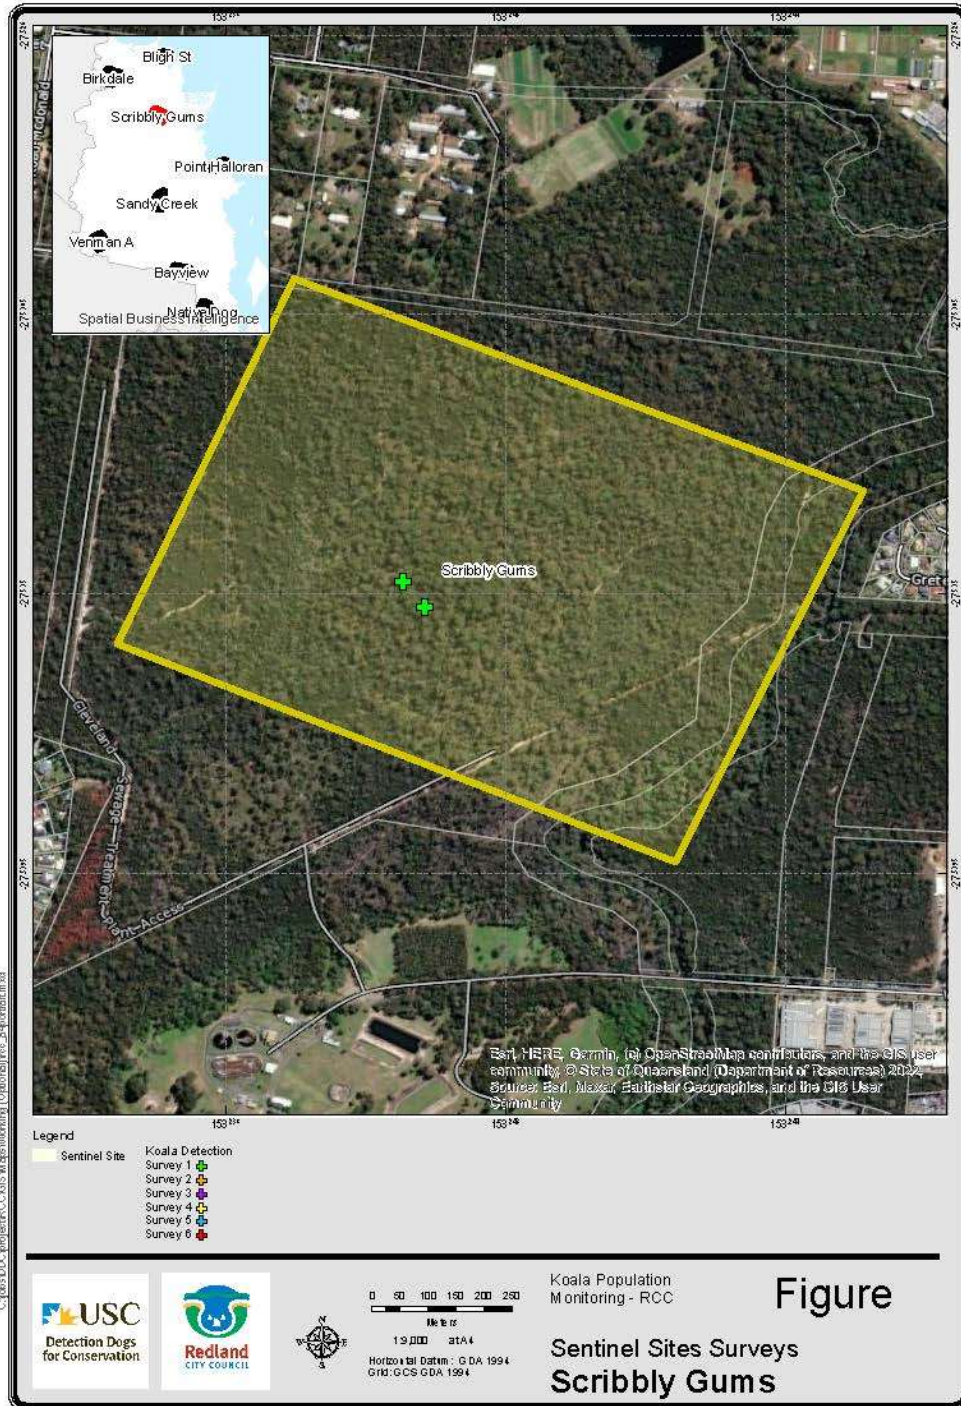 Bligh St
Birkdale
Scribbly Gums
Point Halloran
Sandy Creek
Venman A
Bayview
Native Dog
Spatial Business Intelligence
Scribbly Gums
Cleveland Sewage Treatment Plant Access
Esri, HERE, Garmin, (c) OpenStreetMap contributors, and the GIS user
community, © State of Queensland (Department of Resources) 2022,
Source: Esri, Maxar, Earthstar Geographics, and the GIS User
Community
Legend
Sentinel Site
Koala Detection
Survey 1
Survey 2
Survey 3
Survey 4
Survey 5
Survey 6
USC
Detection Dogs
for Conservation
Redland
CITY COUNCIL
N
W E
S
0 50 100 150 200 250
Meters
1:9,000 at A4
Horizontal Datum: GDA 1994
Grid: GCS GDA 1994
Koala Population
Monitoring - RCC
Figure
Sentinel Sites Surveys
Scribbly Gums